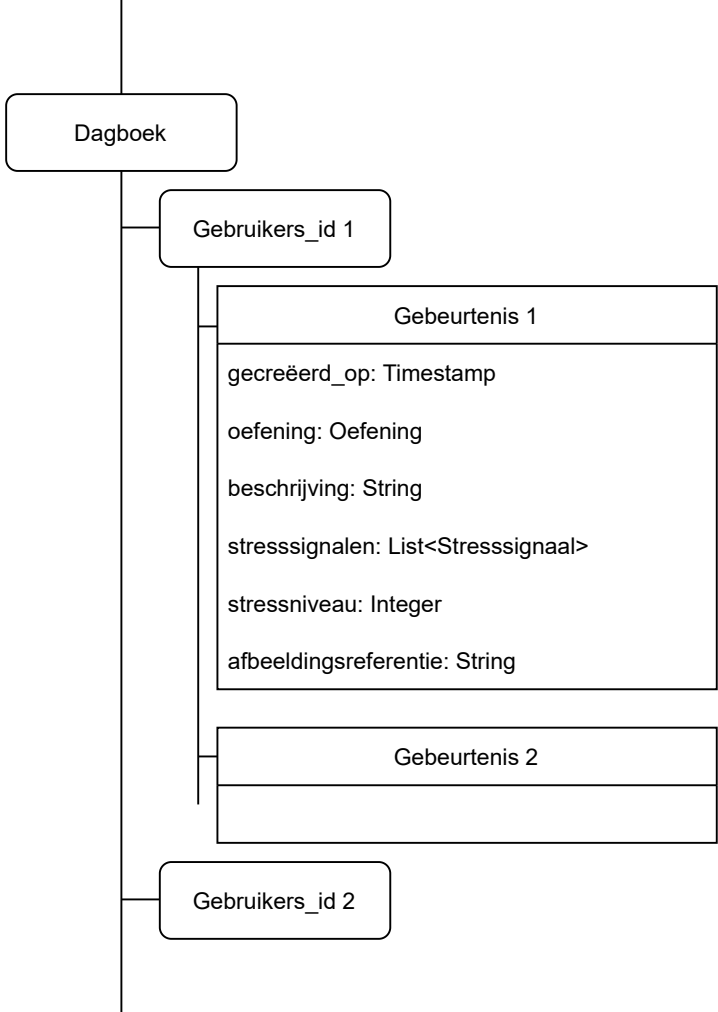 Dagboek
Gebruikers_id 1
Gebeurtenis 1
gecreëerd_op: Timestamp
oefening: Oefening
beschrijving: String
stresssignalen: List<Stresssignaal>
stressniveau: Integer
afbeeldingsreferentie: String
Gebeurtenis 2
Gebruikers_id 2